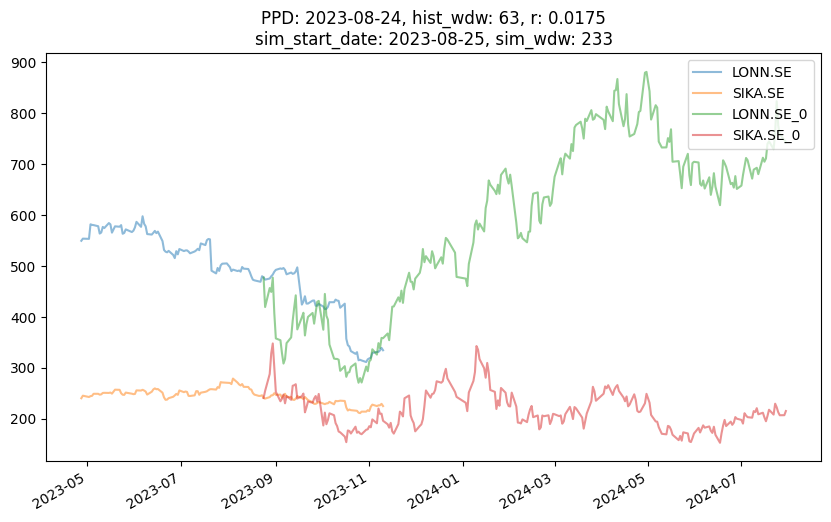 PPD: 2023-08-24, hist_wdw: 63, r: 0.0175
sim_start_date: 2023-08-25, sim_wdw: 233
LONN.SE
SIKA.SE
LONN.SE_0
SIKA.SE_0
900
800
700
600
500
400
300
200
2023-05
2023-07
2023-09
2023-11
2024-01
2024-03
2024-05
2024-07